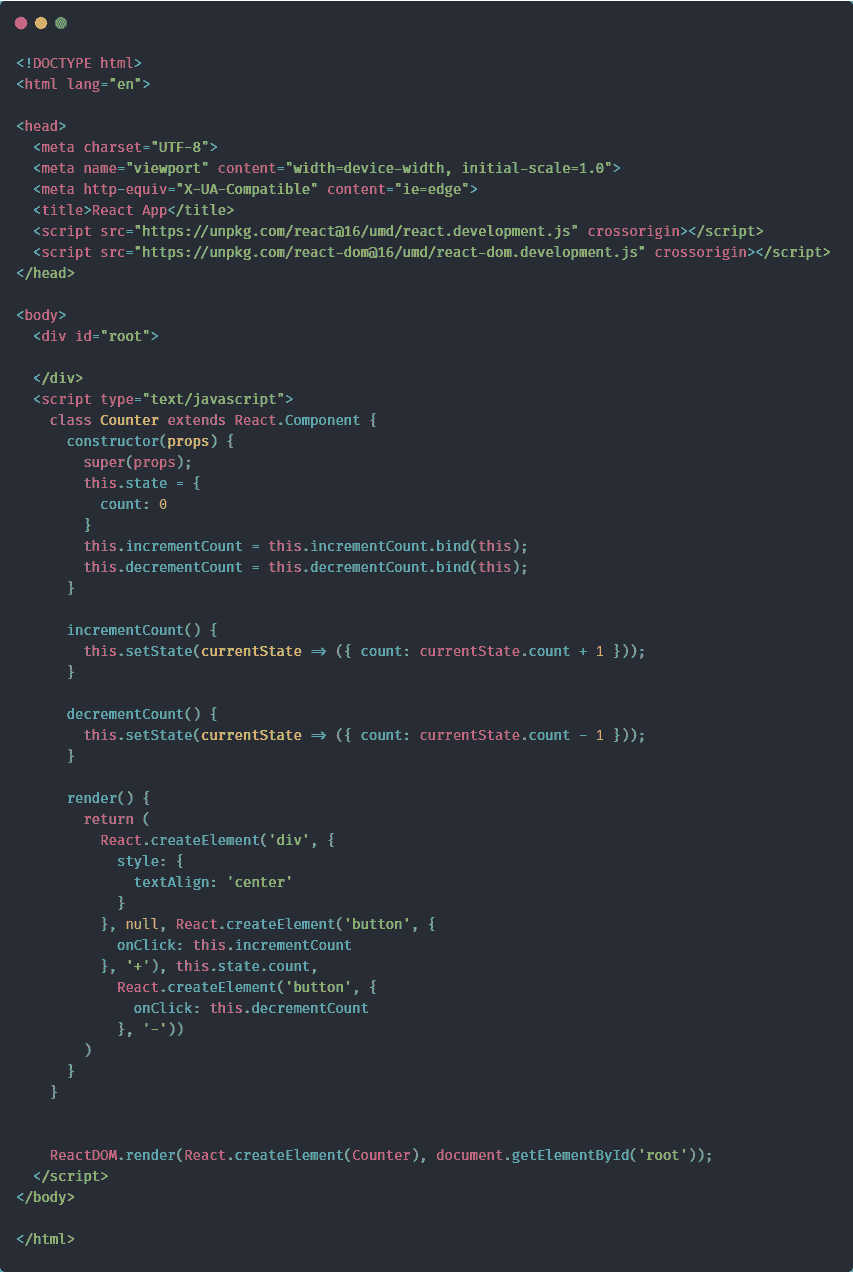 <!DOCTYPE html>
<html lang="en">

<head>
  <meta charset="UTF-8">
  <meta name="viewport" content="width=device-width, initial-scale=1.0">
  <meta http-equiv="X-UA-Compatible" content="ie=edge">
  <title>React App</title>
  <script src="https://unpkg.com/react@16/umd/react.development.js" crossorigin></script>
  <script src="https://unpkg.com/react-dom@16/umd/react-dom.development.js" crossorigin></script>
</head>

<body>
  <div id="root">

  </div>
  <script type="text/javascript">
    class Counter extends React.Component {
      constructor(props) {
        super(props);
        this.state = {
          count: 0
        }
        this.incrementCount = this.incrementCount.bind(this);
        this.decrementCount = this.decrementCount.bind(this);
      }

      incrementCount() {
        this.setState(currentState => ({ count: currentState.count + 1 }));
      }

      decrementCount() {
        this.setState(currentState => ({ count: currentState.count - 1 }));
      }

      render() {
        return (
          React.createElement('div', {
            style: {
              textAlign: 'center'
            }
          }, null, React.createElement('button', {
            onClick: this.incrementCount
          }, '+'), this.state.count,
            React.createElement('button', {
              onClick: this.decrementCount
            }, '-'))
        )
      }
    }


    ReactDOM.render(React.createElement(Counter), document.getElementById('root'));
  </script>
</body>

</html>